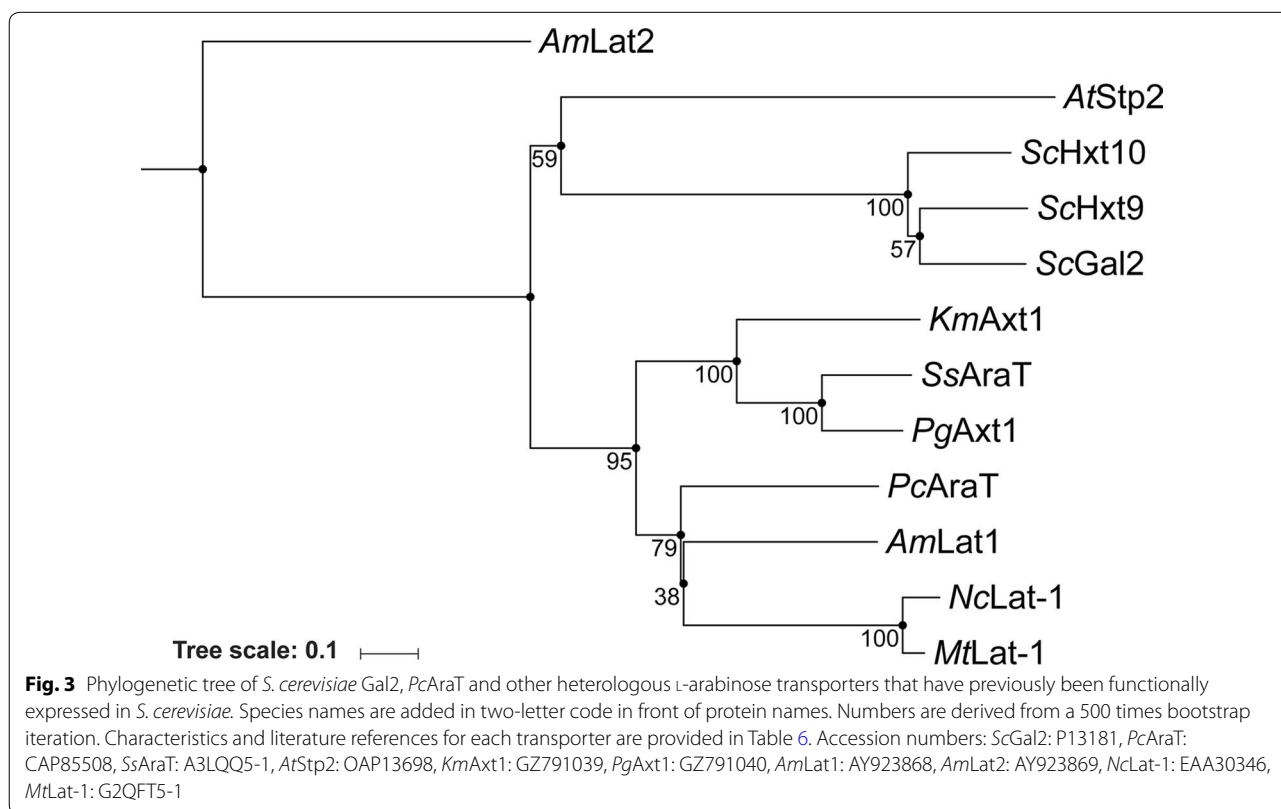 AmLat2
AtStp2
59
ScHxt10
100
ScHxt9
57
ScGal2
KmAxt1
100
SsAraT
100
PgAxt1
95
PcAraT
79
AmLat1
38
NcLat-1
100
MtLat-1
Tree scale: 0.1
Fig. 3 Phylogenetic tree of S. cerevisiae Gal2, PcAraT and other heterologous L-arabinose transporters that have previously been functionally
expressed in S. cerevisiae. Species names are added in two-letter code in front of protein names. Numbers are derived from a 500 times bootstrap
iteration. Characteristics and literature references for each transporter are provided in Table 6. Accession numbers: ScGal2: P13181, PcAraT:
CAP85508, SsAraT: A3LQQ5-1, AtStp2: OAP13698, KmAxt1: GZ791039, PgAxt1: GZ791040, AmLat1: AY923868, AmLat2: AY923869, NcLat-1: EAA30346,
MtLat-1: G2QFT5-1